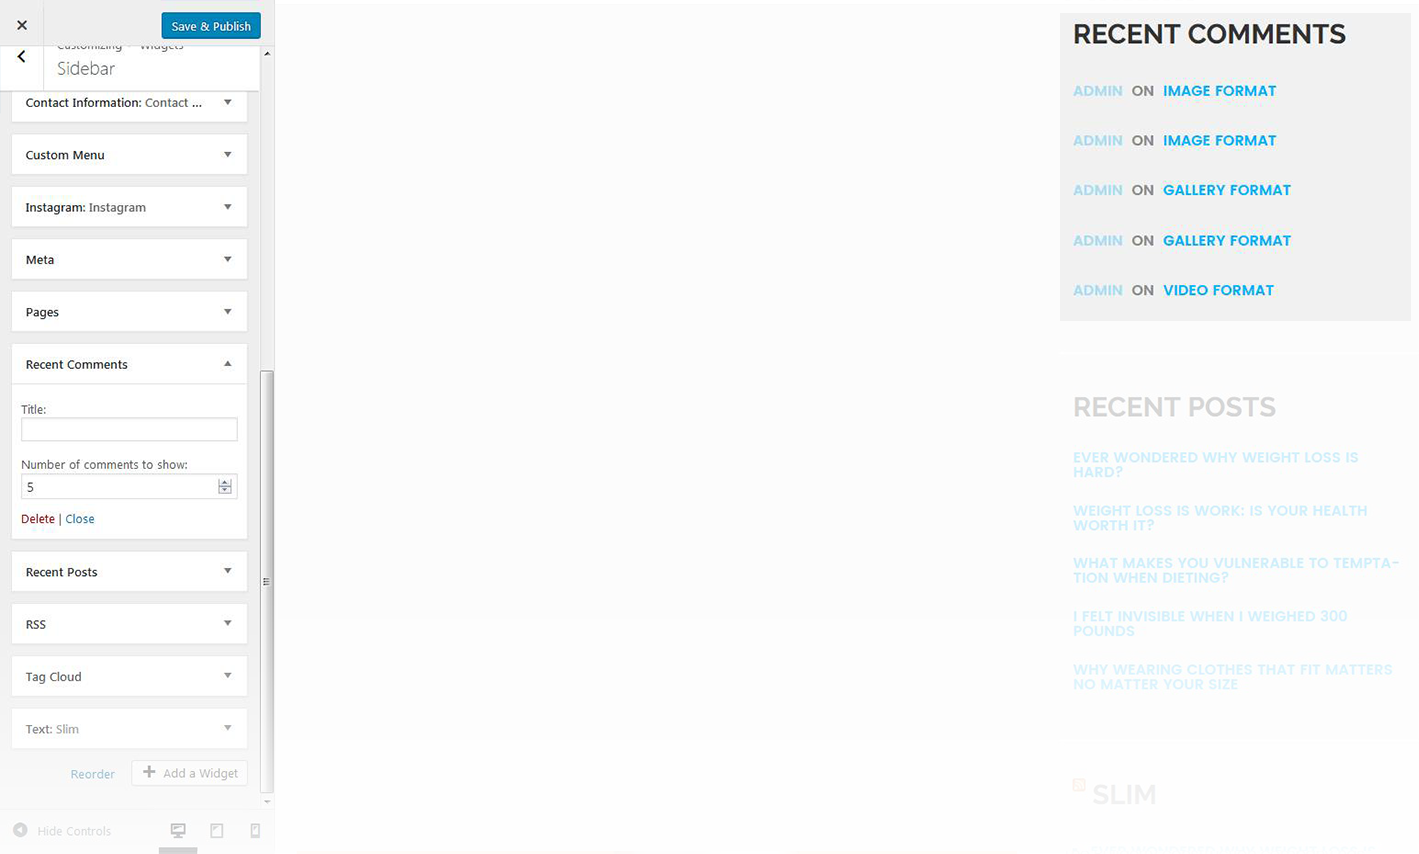 Save & Publish
Customizing Widgets
Sidebar
Contact Information: Contact ...
Custom Menu
Instagram: Instagram
Meta
Pages
Recent Comments
Title:
Number of comments to show:
5
Delete | Close
Recent Posts
RSS
Tag Cloud
Text: Slim
Reorder
Add a Widget
Hide Controls
RECENT COMMENTS
ADMIN ON IMAGE FORMAT
ADMIN ON IMAGE FORMAT
ADMIN ON GALLERY FORMAT
ADMIN ON GALLERY FORMAT
ADMIN ON VIDEO FORMAT
RECENT POSTS
EVER WONDERED WHY WEIGHT LOSS IS
HARD?
WEIGHT LOSS IS WORK: IS YOUR HEALTH
WORTH IT?
WHAT MAKES YOU VULNERABLE TO TEMPTA-
TION WHEN DIETING?
I FELT INVISIBLE WHEN I WEIGHED 300
POUNDS
WHY WEARING CLOTHES THAT FIT MATTERS
NO MATTER YOUR SIZE
SLIM